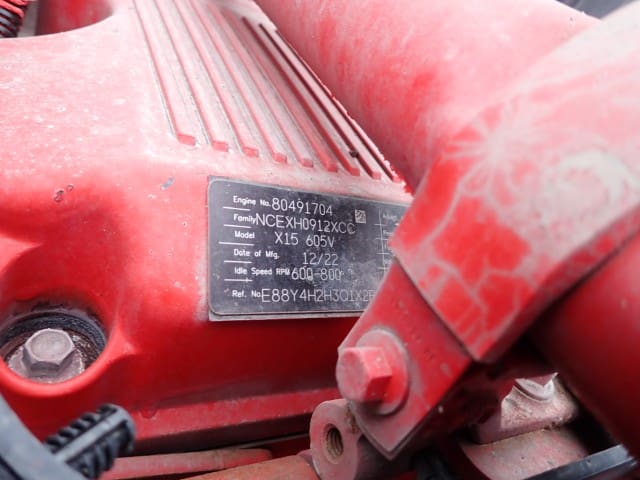 Engine No. 80491704
Family NCEXH0912XCC
Model X15 605V
Date of Mfg. 12/22
Idle Speed RPM 600-800
Ref. No E88Y4H2H3Q1X2